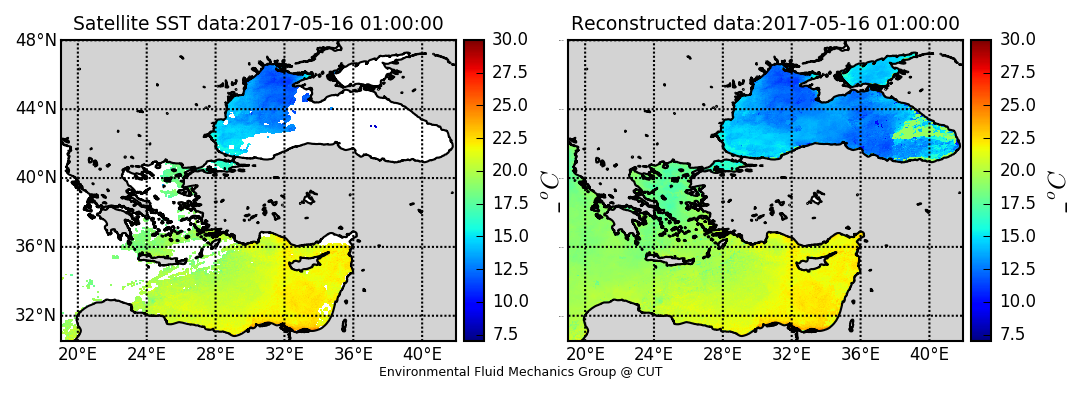 Satellite SST data:2017-05-16 01:00:00
48°N
44°N
40°N
36°N
32°N
20°E 24°E 28°E 32°E 36°E 40°E
30.0
27.5
25.0
22.5
20.0
17.5
15.0
12.5
10.0
7.5
_°C
Reconstructed data:2017-05-16 01:00:00
20°E 24°E 28°E 32°E 36°E 40°E
30.0
27.5
25.0
22.5
20.0
17.5
15.0
12.5
10.0
7.5
_°C
Environmental Fluid Mechanics Group @ CUT